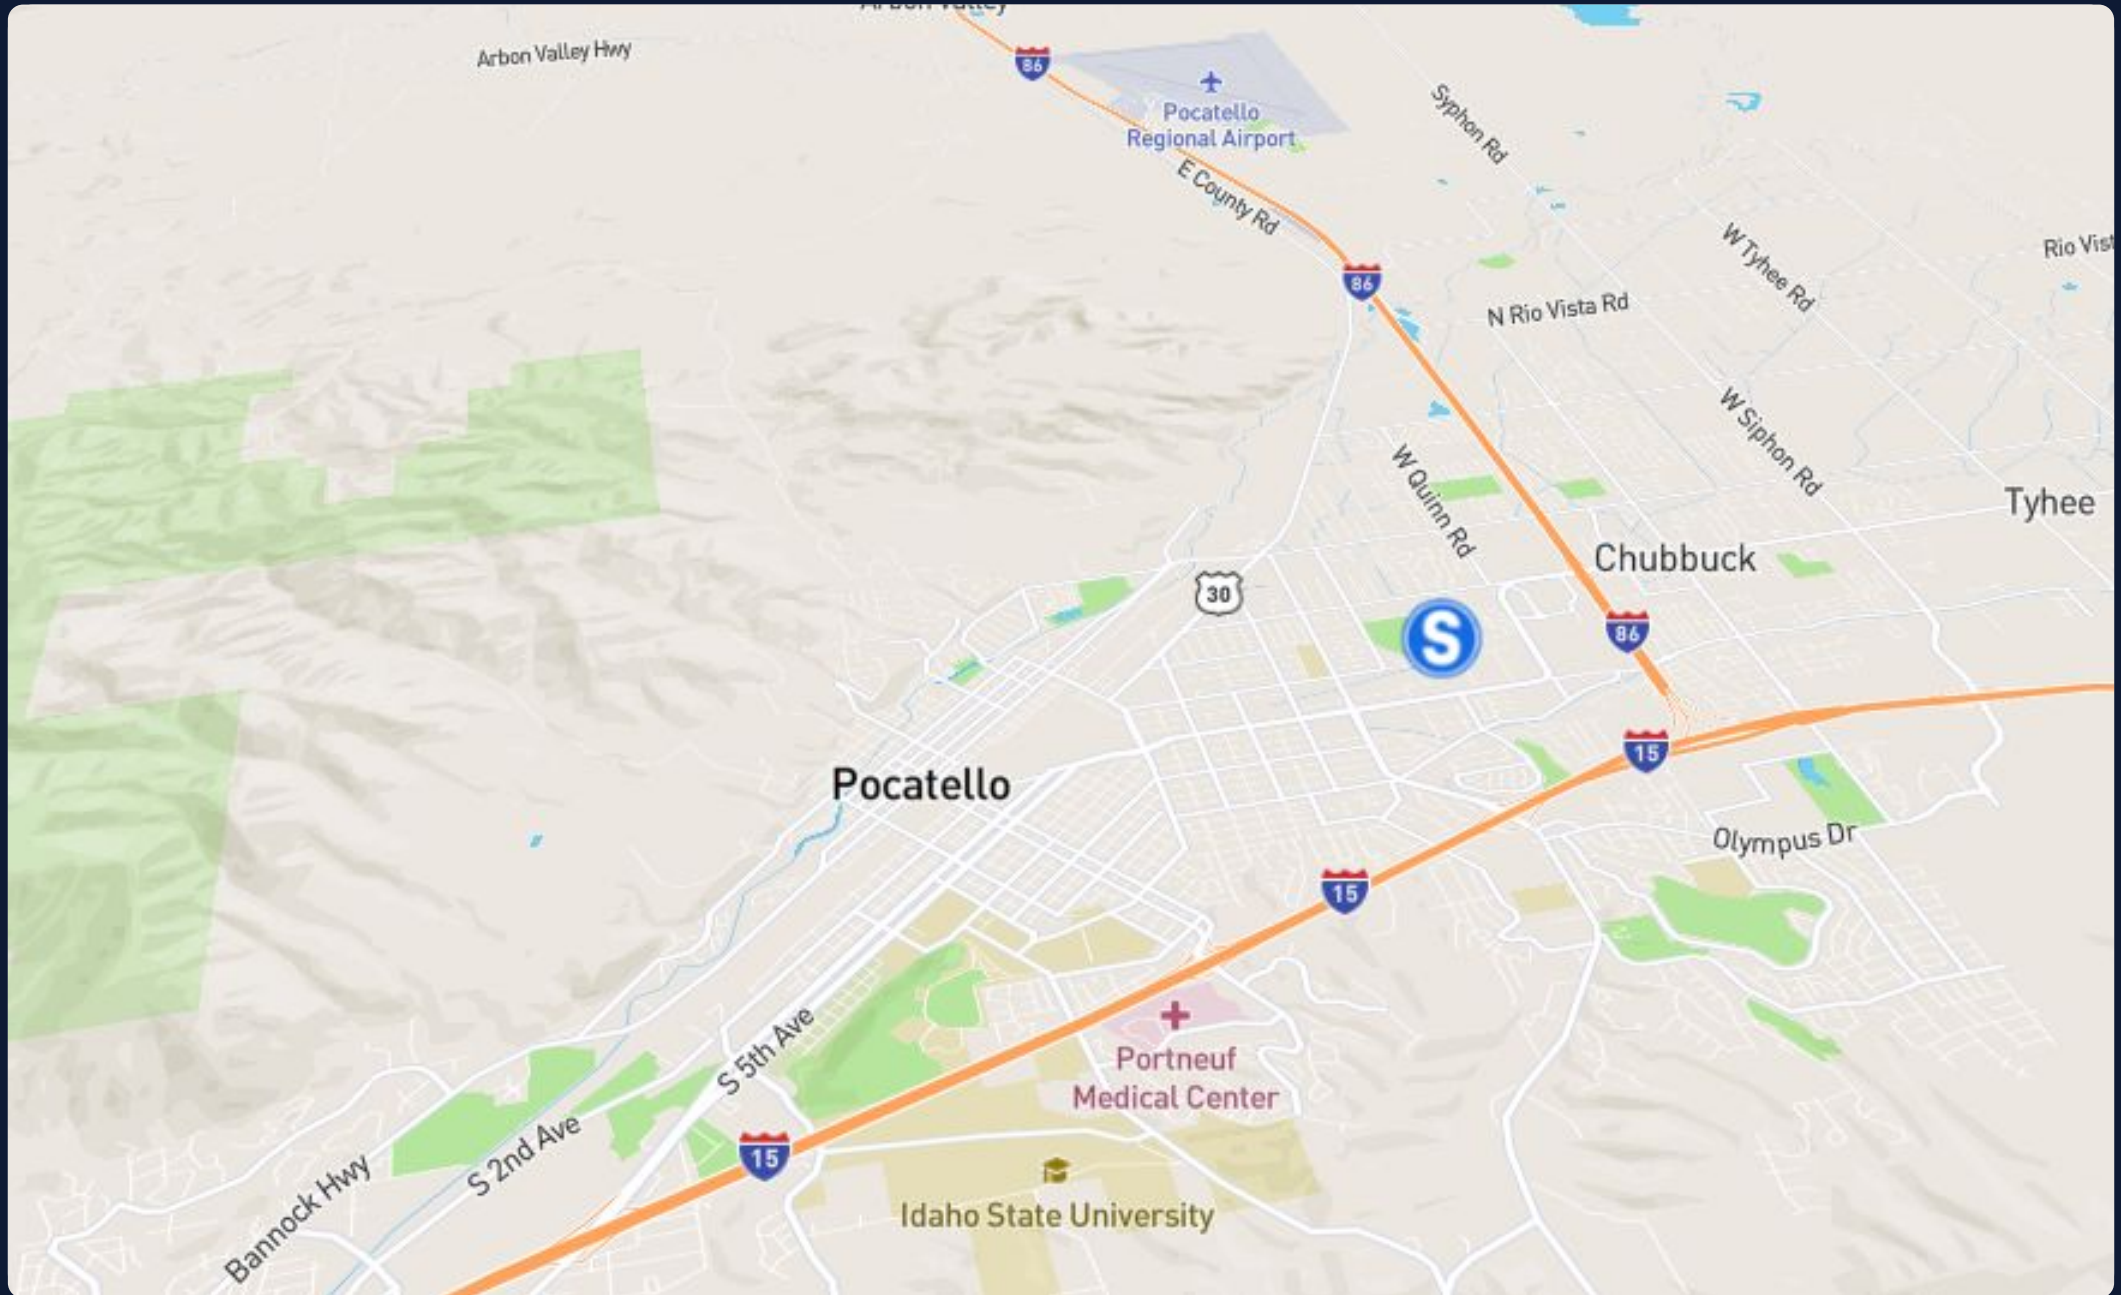 Arbon Valley
Arbon Valley Hwy
86
Pocatello
Regional Airport
Syphon Rd
E County Rd
W Tyhee Rd
Rio Vist
86
N Rio Vista Rd
W Siphon Rd
W Quinn Rd
Tyhee
Chubbuck
30
S
86
15
Pocatello
Olympus Dr
15
S 5th Ave
Portneuf
Medical Center
S 2nd Ave
15
Bannock Hwy
Idaho State University